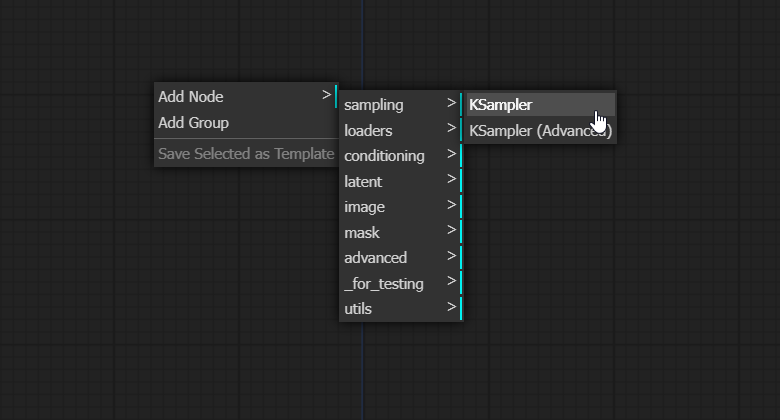 Add Node >
Add Group
Save Selected as Template
sampling >
loaders >
conditioning >
latent >
image >
mask >
advanced >
_for_testing >
utils >
KSampler
KSampler (Advanced)